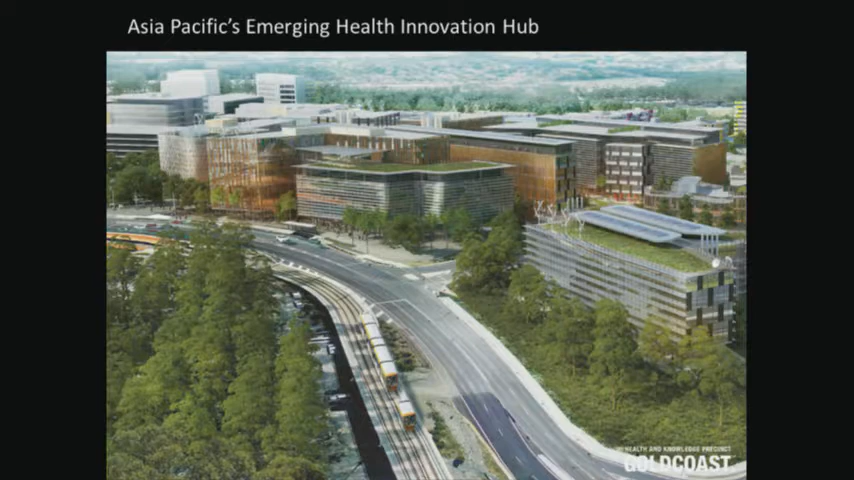 Asia Pacific's Emerging Health Innovation Hub
HEALTH AND KNOWLEDGE PRECINCT
GOLDCOAST.